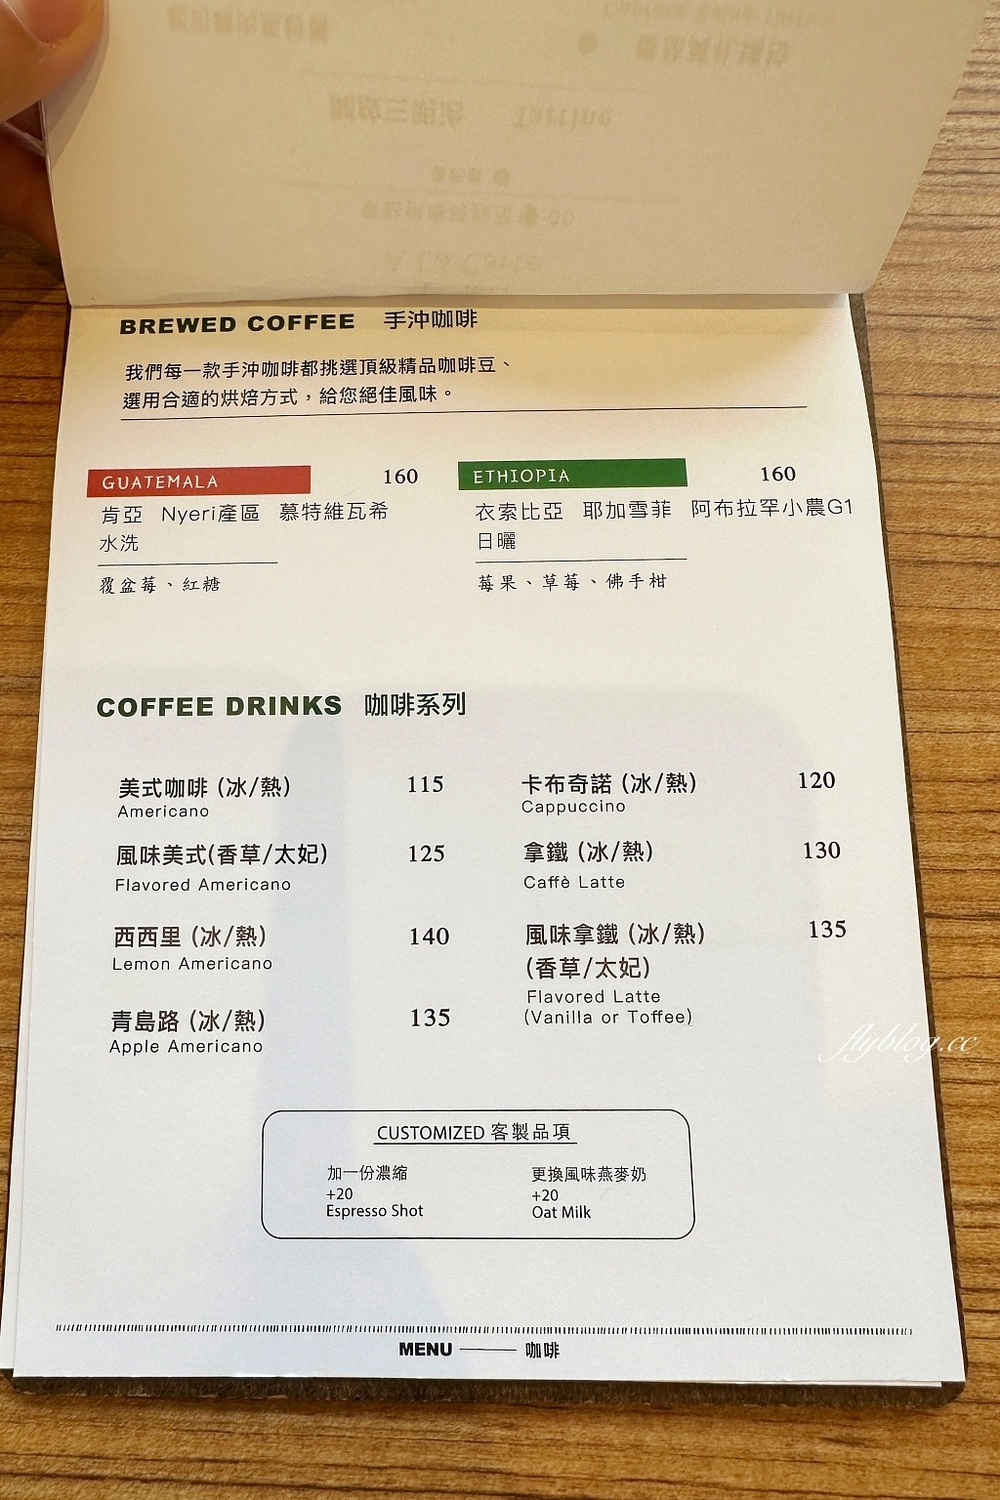 Tartine
A La Carte
BREWED COFFEE 手沖咖啡
我們每一款手沖咖啡都挑選頂級精品咖啡豆、
選用合適的烘焙方式，給您絕佳風味。
GUATEMALA 160
肯亞 Nyeri產區 慕特維瓦希
水洗
覆盆莓、紅糖
ETHIOPIA 160
衣索比亞 耶加雪菲 阿布拉罕小農G1
日曬
莓果、草莓、佛手柑
COFFEE DRINKS 咖啡系列
美式咖啡 (冰/熱) 115
Americano
風味美式(香草/太妃) 125
Flavored Americano
西西里 (冰/熱) 140
Lemon Americano
青島路 (冰/熱) 135
Apple Americano
卡布奇諾 (冰/熱) 120
Cappuccino
拿鐵 (冰/熱) 130
Caffè Latte
風味拿鐵 (冰/熱) 135
(香草/太妃)
Flavored Latte
(Vanilla or Toffee)
CUSTOMIZED 客製品項
加一份濃縮
+20
Espresso Shot
更換風味燕麥奶
+20
Oat Milk
MENU —— 咖啡
flyblog.cc